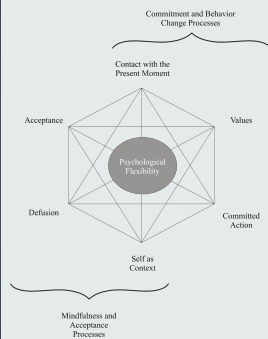 Commitment and Behavior
Change Processes
Contact with the
Present Moment
Acceptance
Values
Psychological
Flexibility
Defusion
Committed
Action
Self as
Context
Mindfulness and
Acceptance
Processes